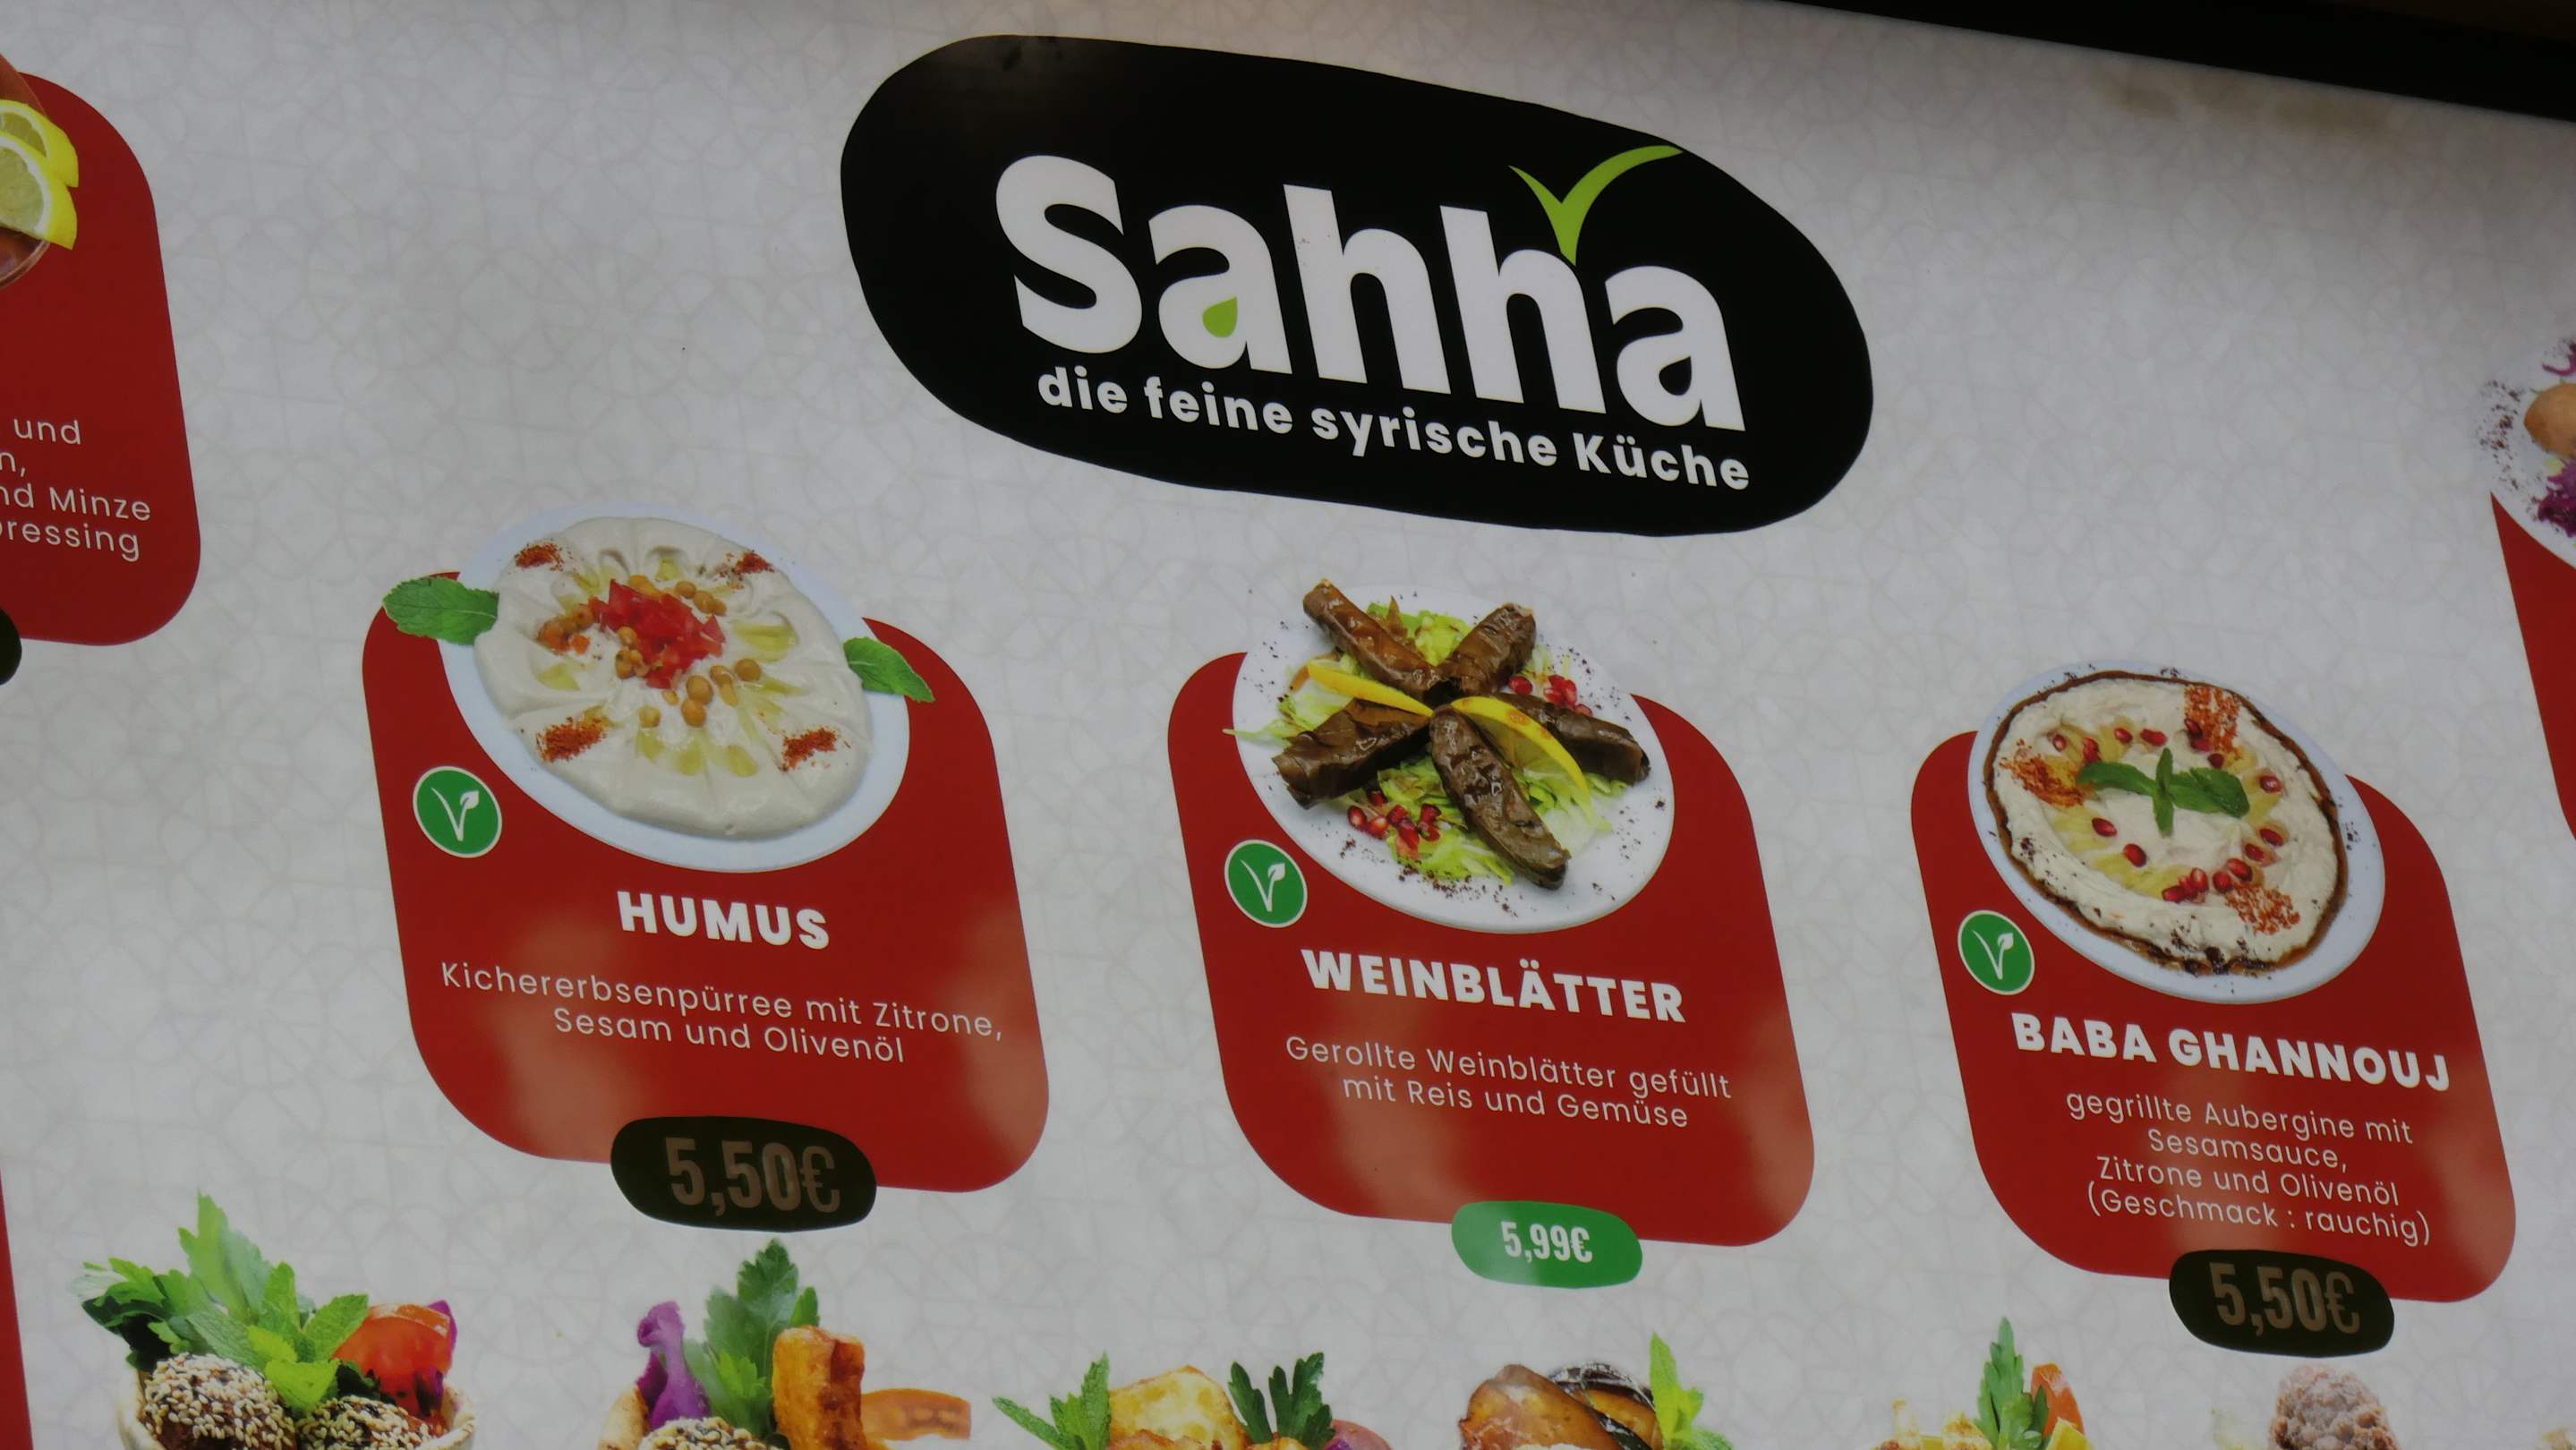 Sahha
die feine syrische Küche
und
nd Minze
HUMUS
Kichererbsenpürree mit Zitrone,
Sesam und Olivenöl
5,50€
WEINBLÄTTER
Gerollte Weinblätter gefüllt
mit Reis und Gemüse
5,99€
BABA GHANNOUJ
gegrillte Aubergine mit
Sesamsauce,
Zitrone und Olivenöl
(Geschmack : rauchig)
5,50€